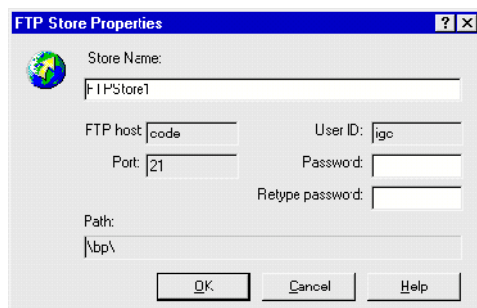 FTP Store Properties
Store Name:
FTPStore1
FTP host: code
User ID: igc
Port: 21
Password:
Retype password:
Path:
\bp\
OK
Cancel
Help